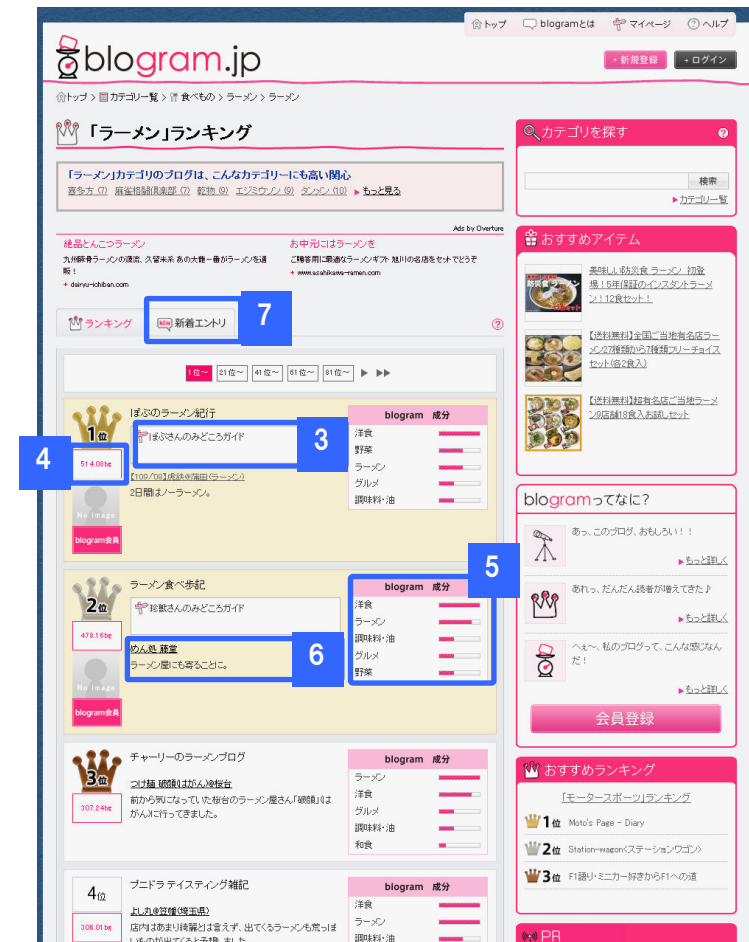 トップ blogramとは マイページ ヘルプ
blogram.jp
新規登録 ログイン
トップ > カテゴリ一覧 > 食べもの > ラーメン > ラーメン
「ラーメン」ランキング
「ラーメン」カテゴリのブログは、こんなカテゴリーにも高い関心
喜多方 (7) 麻雀格闘倶楽部 (7) 乾物 (9) エジミウソン (9) タンメン (10) ▶ もっと見る
Ads by Overture
絶品とんこつラーメン
九州豚骨ラーメンの源流、久留米系 あの大龍一番がラーメンを通
販!
+ dairyu-ichiban.com
お中元にはラーメンを
ご贈答用に最適なラーメンギフト 旭川の名店をセットでどうぞ
+ www.asahikawa-ramen.com
ランキング
NEW 新着エントリ
7
?
1位~ 21位~ 41位~ 61位~ 81位~ ▶ ▶▶
1位
ぽぶのラーメン紀行
ぽぶさんのみどころガイド
3
4
514.08bg
【109/'09】虎鉄@蒲田(ラーメン)
2日間はノーラーメン。
No Image
blogram会員
blogram 成分
洋食
野菜
ラーメン
グルメ
調味料・油
2位
ラーメン食べ歩記
珍獣さんのみどころガイド
478.16bg
めん処 藤堂
ラーメン屋にも寄ることに。
6
No Image
blogram会員
5
blogram 成分
洋食
ラーメン
調味料・油
グルメ
野菜
3位
チャーリーのラーメンブログ
307.24bg
つけ麺 破顔(はがん)@桜台
前から気になっていた桜台のラーメン屋さん「破顔」(は
がん)に行ってきました。
blogram 成分
ラーメン
洋食
グルメ
調味料・油
和食
4位
ブニドラ テイスティング雑記
306.01bg
よし丸@笠幡(埼玉県)
店内はあまり綺麗とは言えず、出てくるラーメンも荒っぽ
いものが出てくると予想しました
blogram 成分
洋食
ラーメン
調味料・油
カテゴリを探す ?
検索
▶カテゴリ一覧
おすすめアイテム
美味しい防災食 ラーメン 初登
場!5年保証のインスタントラーメ
ン!12食セット!
【送料無料】全国ご当地有名店ラー
メン27種類から7種類フリーチョイス
セット(各2食入)
【送料無料】超有名店ご当地ラーメ
ン9店舗18食入お試しセット
blogramってなに?
あっ、このブログ、おもしろい!!
▶もっと詳しく
あれっ、だんだん読者が増えてきた♪
▶もっと詳しく
へぇ~、私のブログって、こんな感じなん
だ!
▶もっと詳しく
会員登録
おすすめランキング
「モータースポーツ」ランキング
1位 Moto's Page - Diary
2位 Station-wagon<ステーションワゴン>
3位 F1語り・ミニカー好きからF1への道
PR